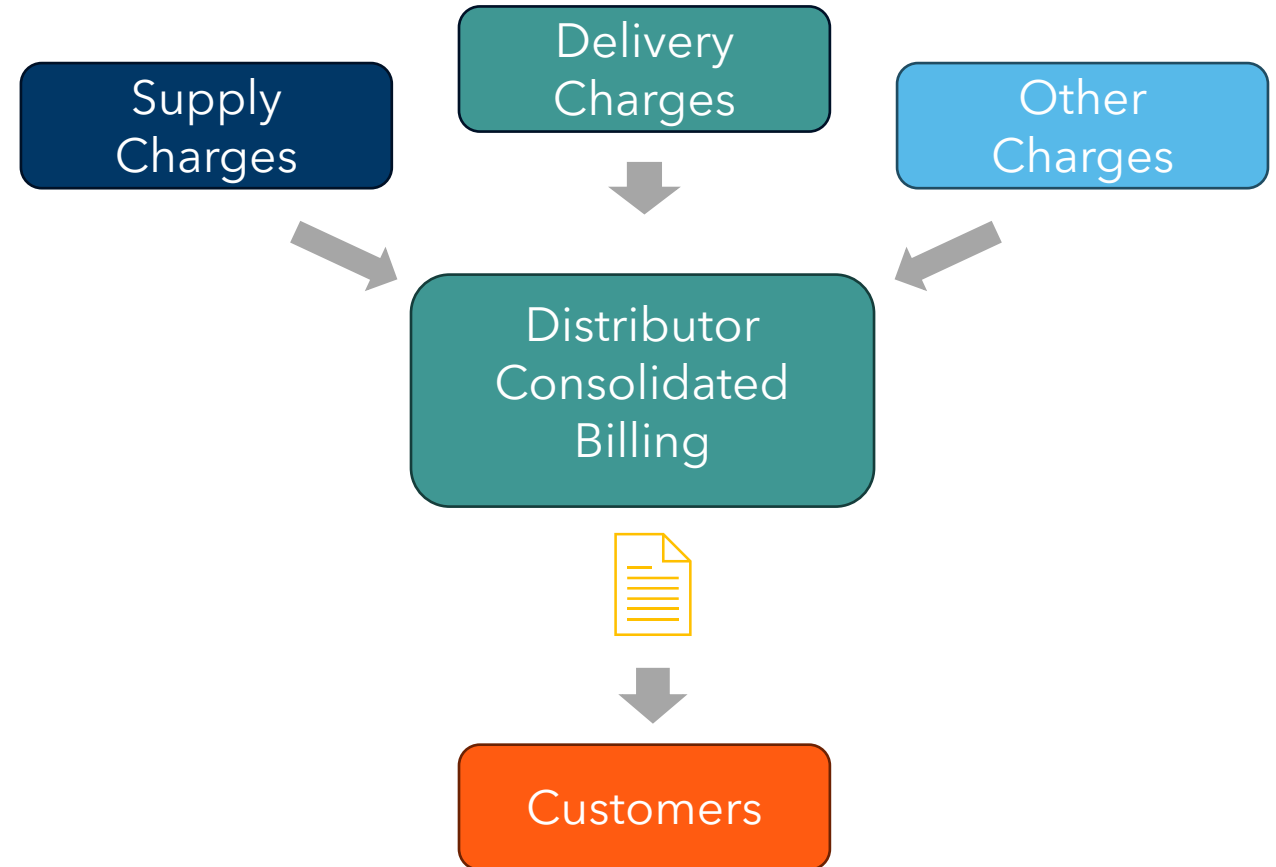 Supply
Charges
Delivery
Charges
Other
Charges
Distributor
Consolidated
Billing
Customers